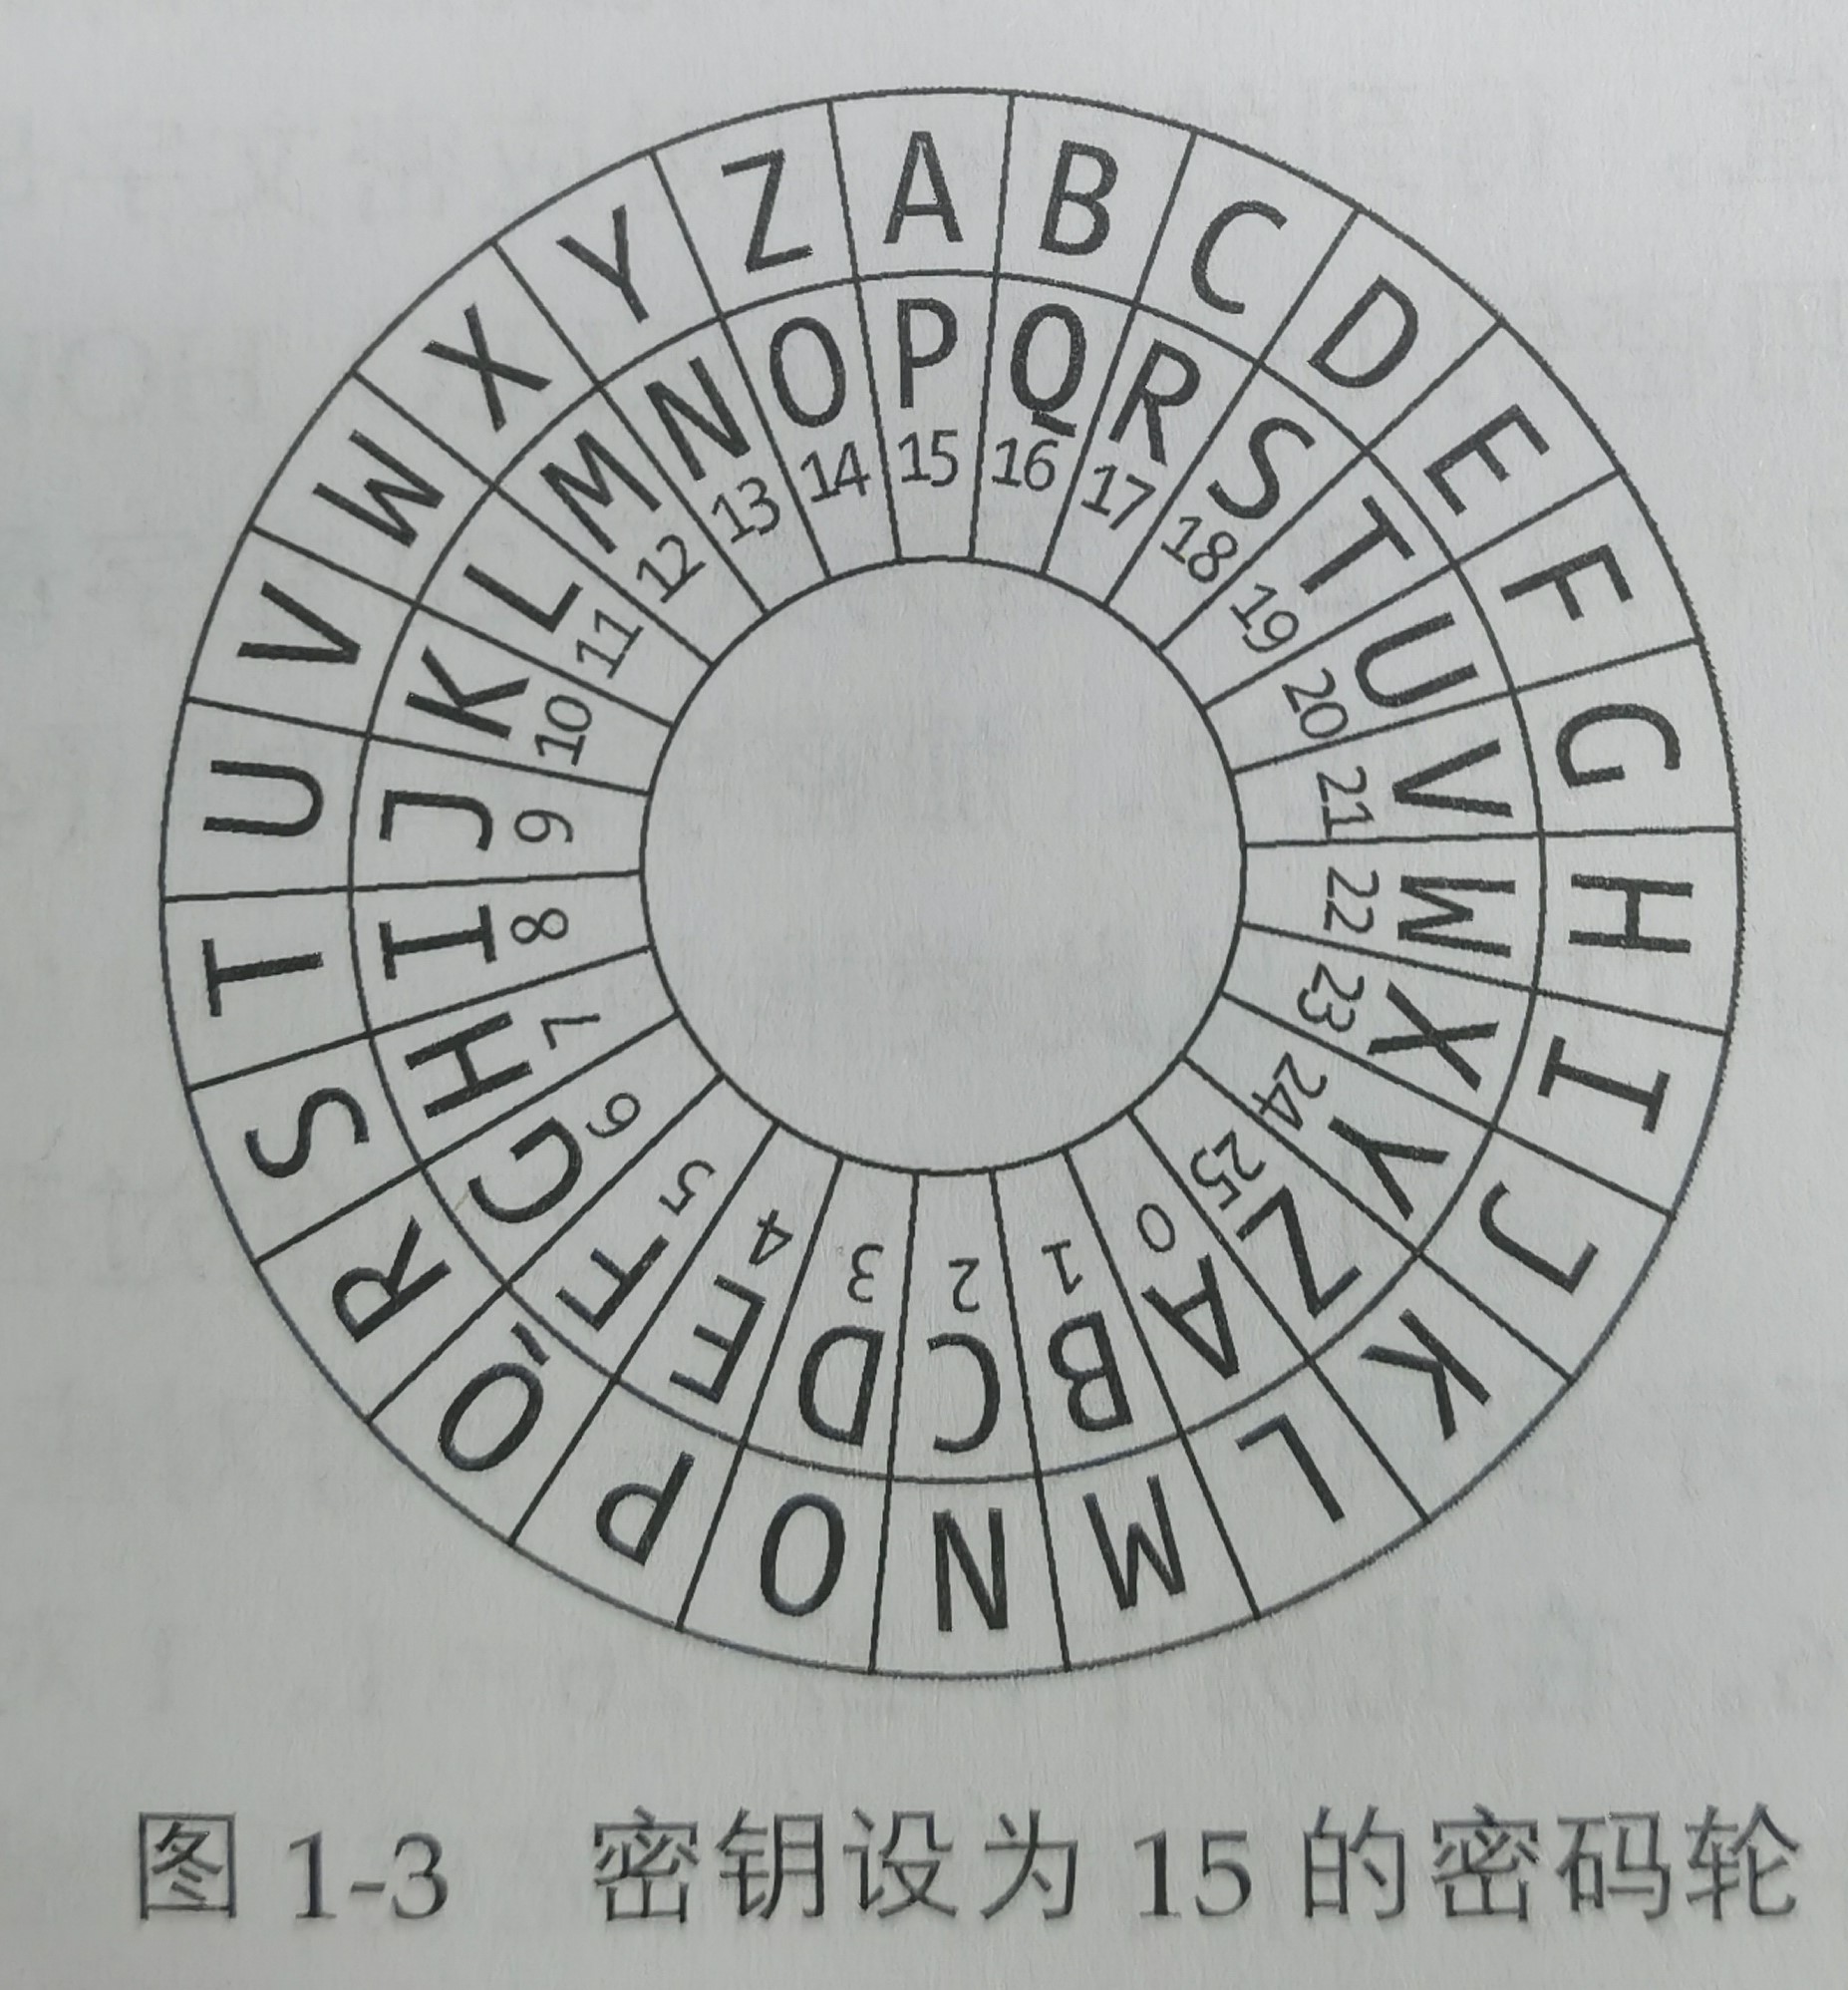 A B C D E F G H I J K L M N O P Q R S T U V W X Y Z
P Q R S T U V W X Y Z A B C D E F G H I J K L M N O
15 16 17 18 19 20 21 22 23 24 25 0 1 2 3 4 5 6 7 8 9 10 11 12 13 14
图 1-3 密钥设为 15 的密码轮